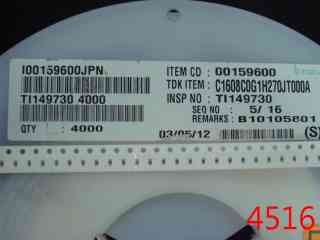 I00159600JPN
ITEM CD : 00159600
TDK ITEM : C1608C0G1H270JT000A
TI149730 4000
INSP NO : TI149730
SEQ NO : 5/ 16
REMARKS : B10105801
QTY : 4000
03/05/12
(S)
4516